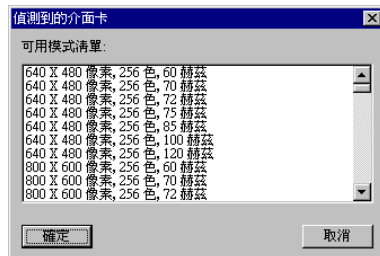 偵測到的介面卡
可用模式清單:
640 X 480 像素, 256 色, 60 赫茲
640 X 480 像素, 256 色, 70 赫茲
640 X 480 像素, 256 色, 72 赫茲
640 X 480 像素, 256 色, 75 赫茲
640 X 480 像素, 256 色, 85 赫茲
640 X 480 像素, 256 色, 100 赫茲
640 X 480 像素, 256 色, 120 赫茲
800 X 600 像素, 256 色, 60 赫茲
800 X 600 像素, 256 色, 70 赫茲
800 X 600 像素, 256 色, 72 赫茲
確定
取消